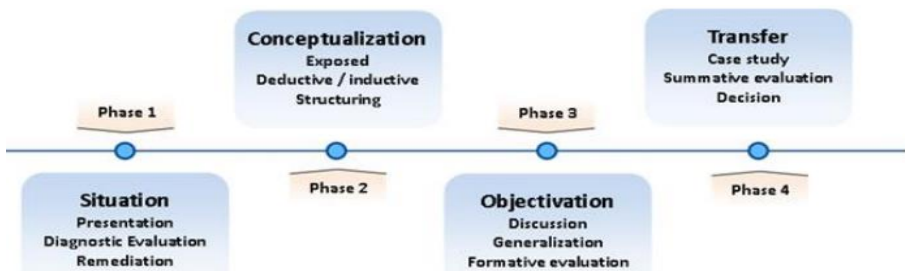 Conceptualization
Exposed
Deductive / inductive
Structuring
Transfer
Case study
Summative evaluation
Decision
Phase 1
Phase 3
Phase 2
Phase 4
Situation
Presentation
Diagnostic Evaluation
Remediation
Objectivation
Discussion
Generalization
Formative evaluation